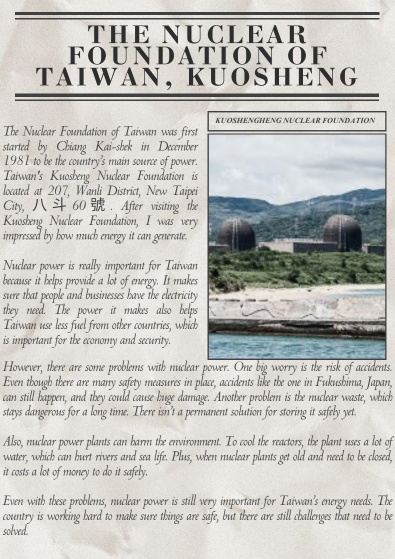 THE NUCLEAR
FOUNDATION OF
TAIWAN, KUOSHENG
KUOSHENGHENG NUCLEAR FOUNDATION
The Nuclear Foundation of Taiwan was first
started by Chiang Kai-shek in December
1981 to be the country's main source of power.
Taiwan's Kuosheng Nuclear Foundation is
located at 207, Wanli District, New Taipei
City, 八斗60號. After visiting the
Kuosheng Nuclear Foundation, I was very
impressed by how much energy it can generate.
Nuclear power is really important for Taiwan
because it helps provide a lot of energy. It makes
sure that people and businesses have the electricity
they need. The power it makes also helps
Taiwan use less fuel from other countries, which
is important for the economy and security.
However, there are some problems with nuclear power. One big worry is the risk of accidents.
Even though there are many safety measures in place, accidents like the one in Fukushima, Japan,
can still happen, and they could cause huge damage. Another problem is the nuclear waste, which
stays dangerous for a long time. There isn't a permanent solution for storing it safely yet.
Also, nuclear power plants can harm the environment. To cool the reactors, the plant uses a lot of
water, which can hurt rivers and sea life. Plus, when nuclear plants get old and need to be closed,
it costs a lot of money to do it safely.
Even with these problems, nuclear power is still very important for Taiwan's energy needs. The
country is working hard to make sure things are safe, but there are still challenges that need to be
solved.